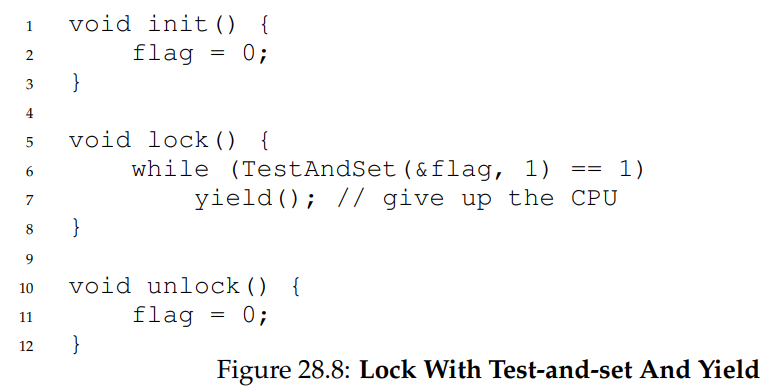 1 void init() {
2     flag = 0;
3 }
4
5 void lock() {
6     while (TestAndSet(&flag, 1) == 1)
7         yield(); // give up the CPU
8 }
9
10 void unlock() {
11     flag = 0;
12 }
Figure 28.8: Lock With Test-and-set And Yield